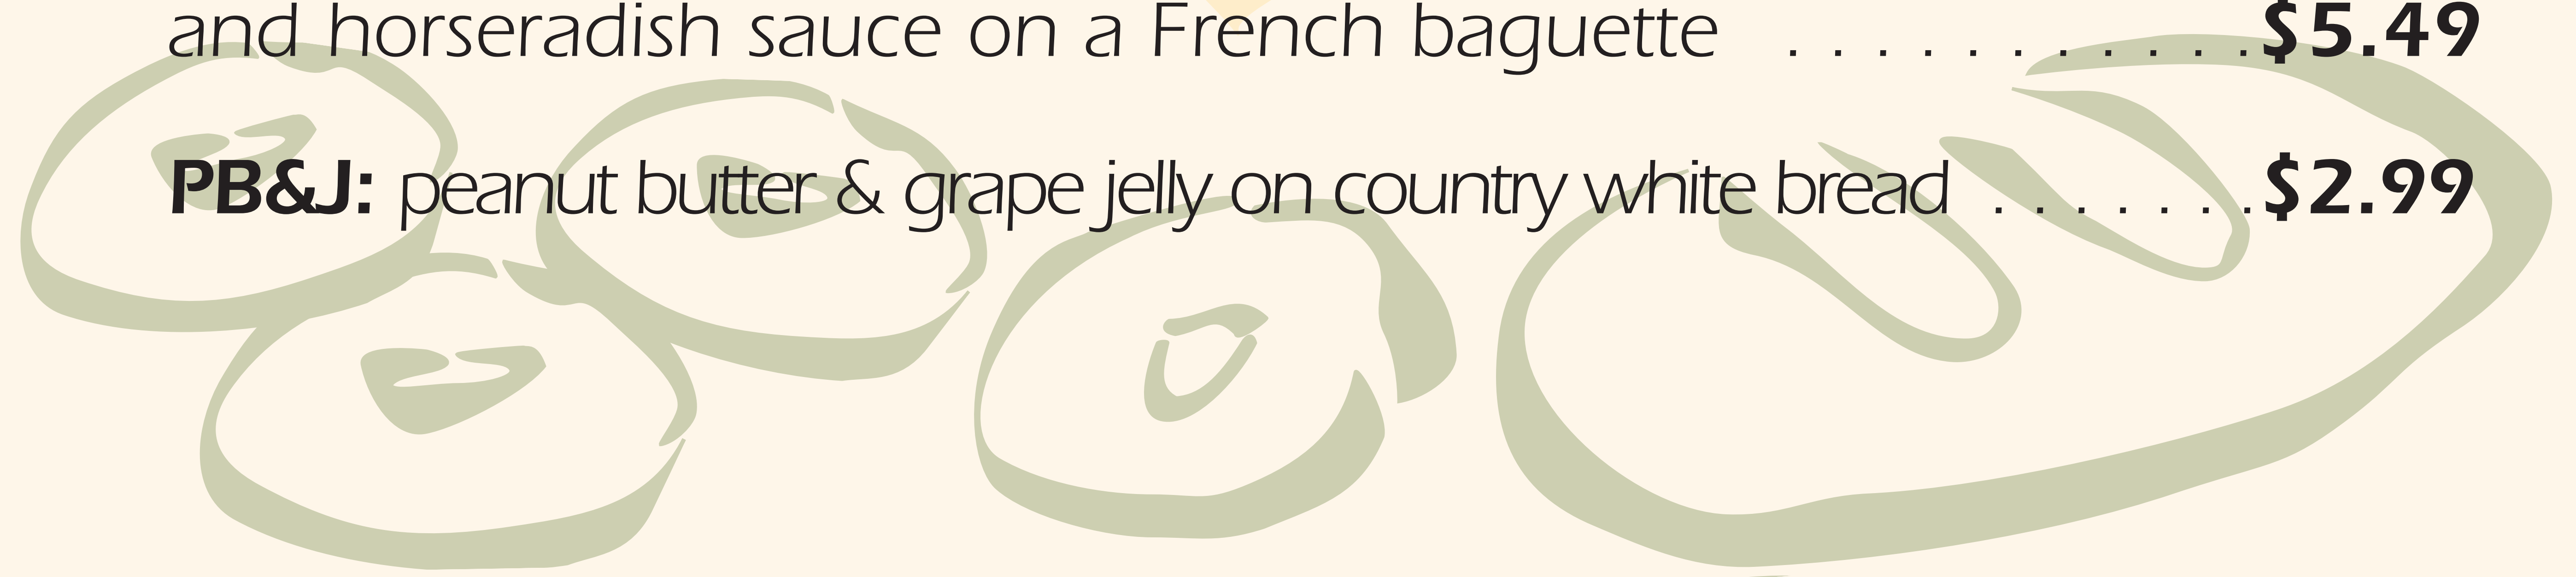 and horseradish sauce on a French baguette . . . . . . . . . . .$5.49
PB&J: peanut butter & grape jelly on country white bread . . . . . . .$2.99